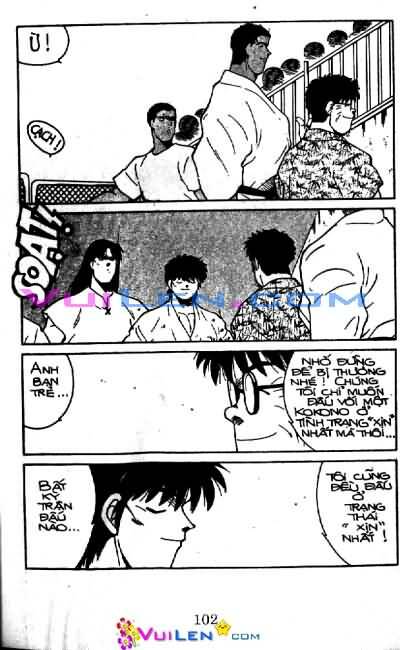 Ừ!
CẠCH!
SOẠT!
VUILEN.COM
ANH
BẠN
TRẺ...
NHỚ ĐỪNG
ĐỂ BỊ THƯƠNG
NHÉ! CHÚNG
TÔI CHỈ MUỐN
ĐẤU VỚI MỘT
KOKONO Ở
TÌNH TRẠNG "XỊN"
NHẤT MÀ THÔI...
BẤT
KỲ
TRẬN
ĐẤU
NÀO...
TÔI CŨNG
ĐỀU ĐẤU
Ở
TRẠNG
THÁI
"XỊN"
NHẤT!
102
VUILEN.COM